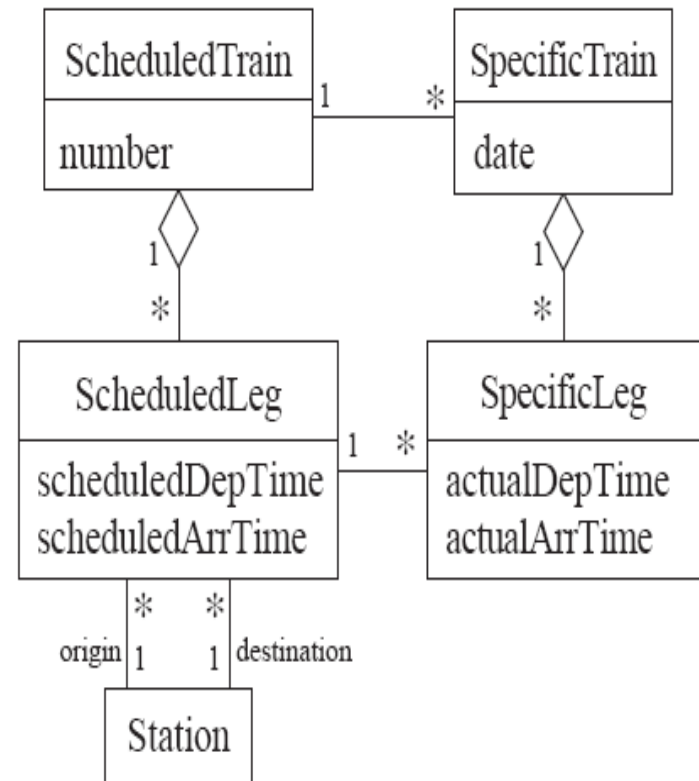 ScheduledTrain
number
1
*
SpecificTrain
date
1
*
1
*
ScheduledLeg
scheduledDepTime
scheduledArrTime
1
*
SpecificLeg
actualDepTime
actualArrTime
* *
origin 1 1 destination
Station